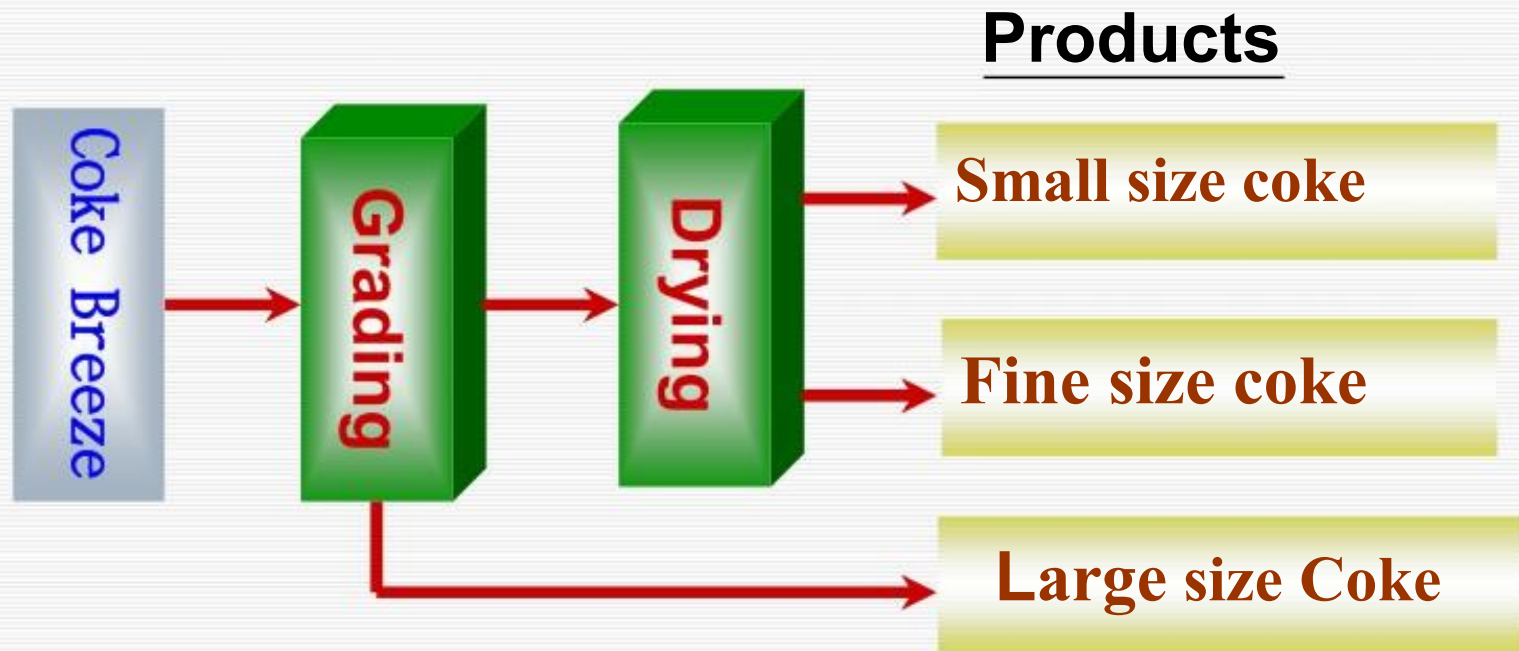 Products
Coke Breeze
Grading
Drying
Small size coke
Fine size coke
Large size Coke